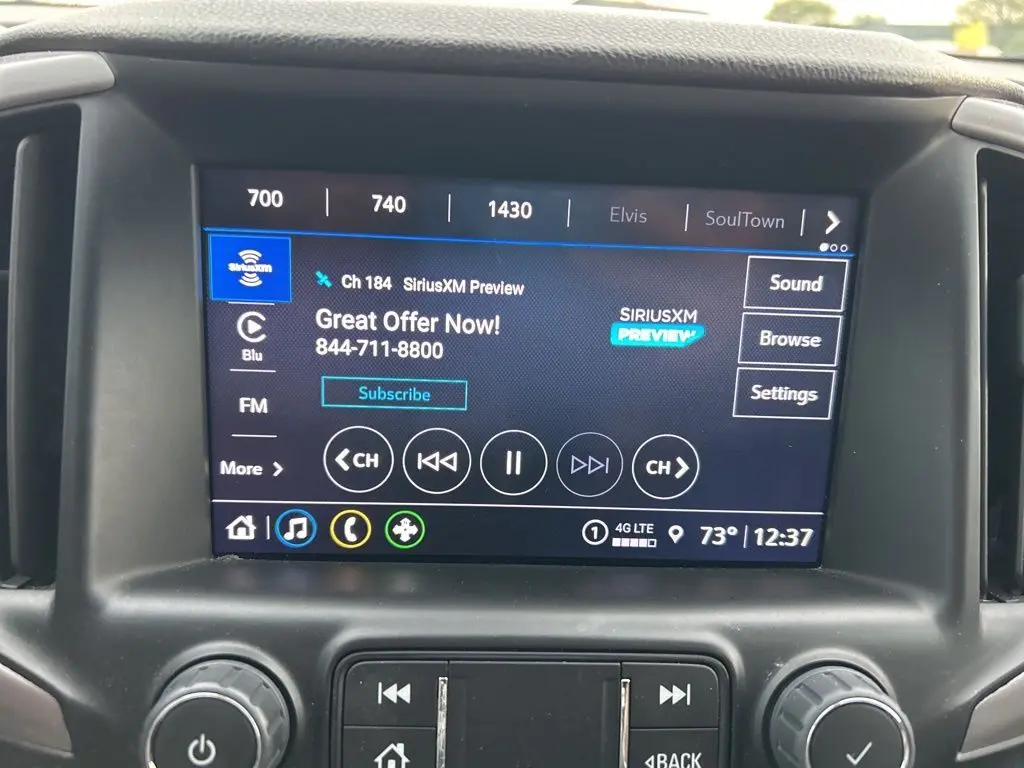 700 740 1430 Elvis SoulTown
SiriusXM
Ch 184 SiriusXM Preview
Great Offer Now!
844-711-8800
SIRIUSXM
PREVIEW
Sound
Browse
Settings
Blu
FM
More
Subscribe
CH
CH
1 4G LTE 73° 12:37
BACK